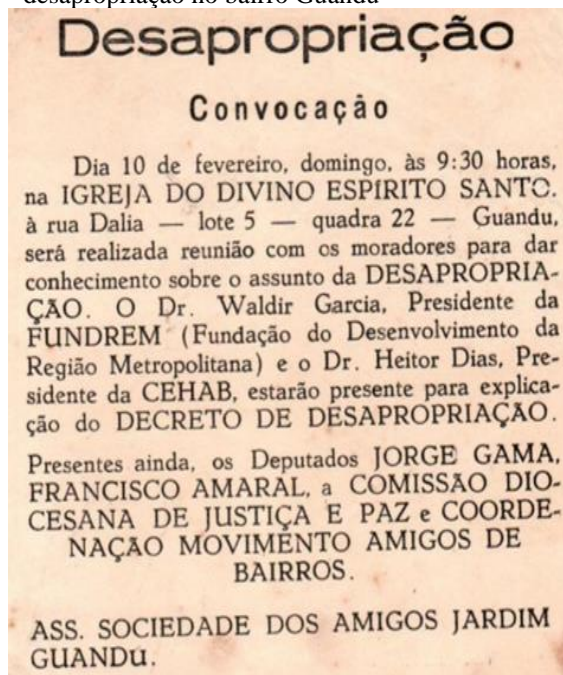 desapropriação no bairro Guandu
Desapropriação
Convocação
Dia 10 de fevereiro, domingo, às 9:30 horas,
na IGREJA DO DIVINO ESPÍRITO SANTO.
à rua Dalia — lote 5 — quadra 22 — Guandu,
será realizada reunião com os moradores para dar
conhecimento sobre o assunto da DESAPROPRIA-
ÇÃO. O Dr. Waldir Garcia, Presidente da
FUNDREM (Fundação do Desenvolvimento da
Região Metropolitana) e o Dr. Heitor Dias, Pre-
sidente da CEHAB, estarão presente para explica-
ção do DECRETO DE DESAPROPRIAÇÃO.
Presentes ainda, os Deputados JORGE GAMA,
FRANCISCO AMARAL, a COMISSÃO DIO-
CESANA DE JUSTIÇA E PAZ e COORDE-
NAÇÃO MOVIMENTO AMIGOS DE
BAIRROS.
ASS. SOCIEDADE DOS AMIGOS JARDIM
GUANDU.